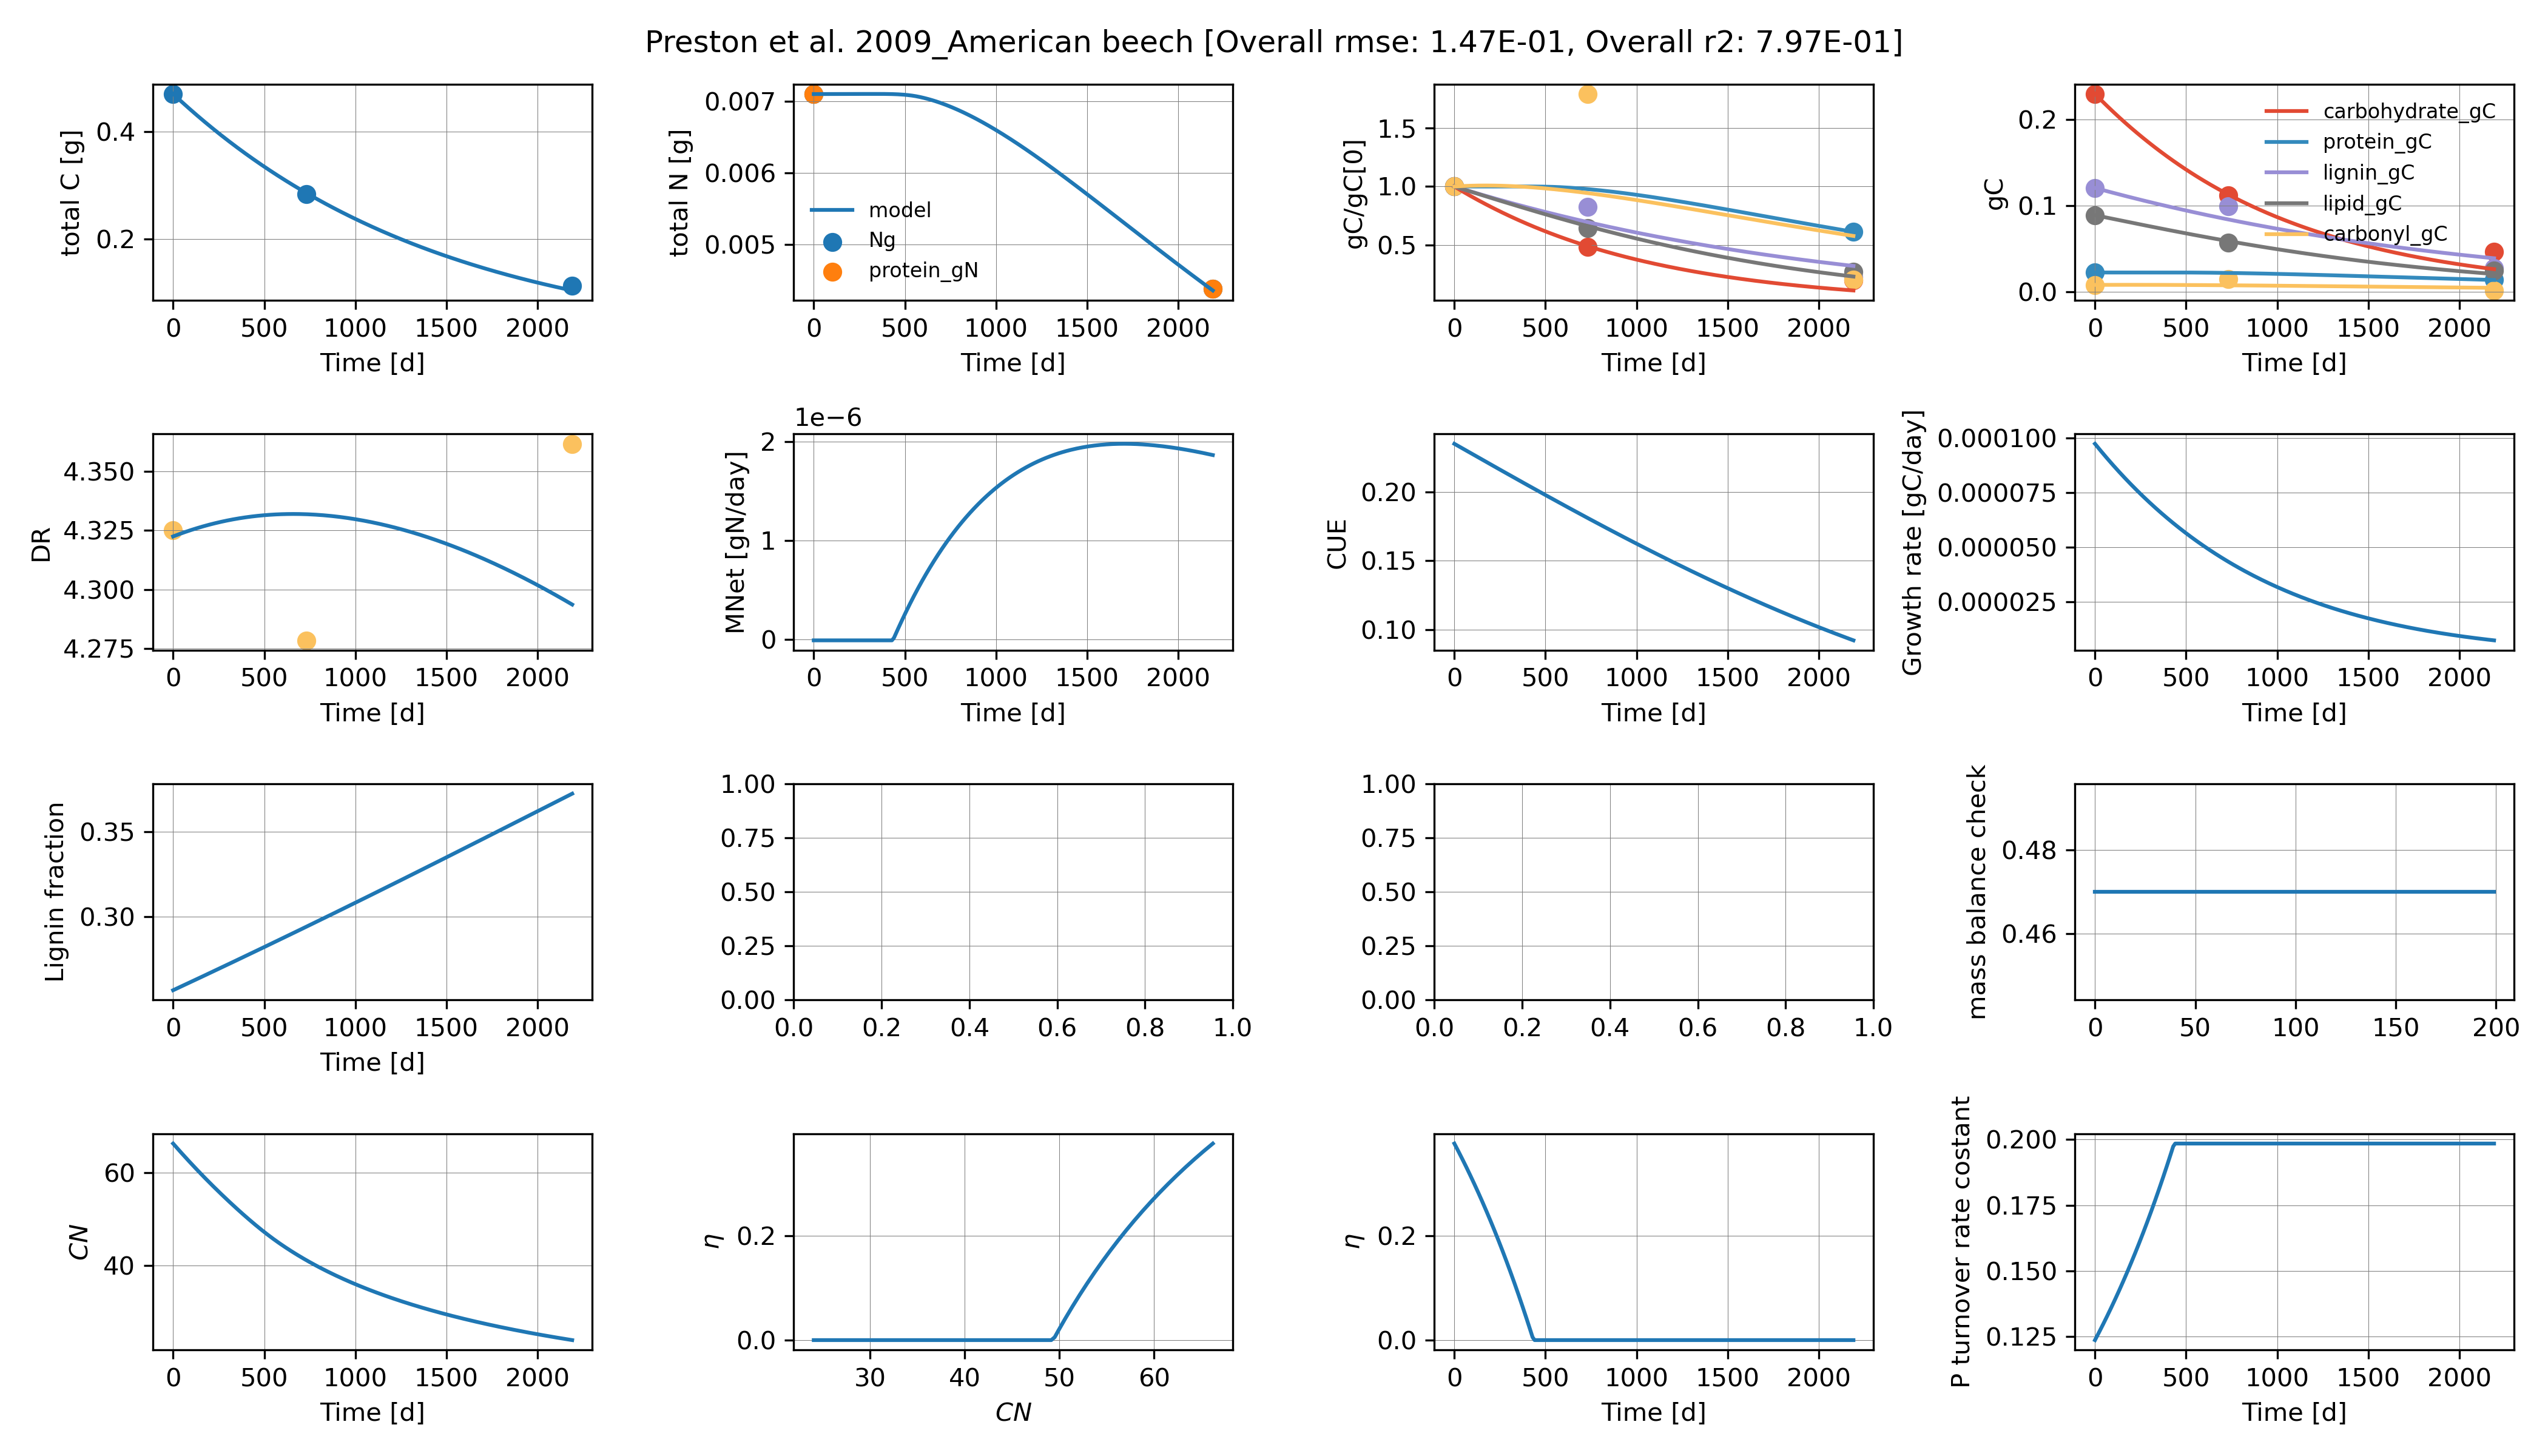 Preston et al. 2009_American beech [Overall rmse: 1.47E-01, Overall r2: 7.97E-01]
total C [g]
0.4
0.2
0 500 1000 1500 2000
Time [d]
total N [g]
0.007
0.006
0.005
model
Ng
protein_gN
0 500 1000 1500 2000
Time [d]
gC/gC[0]
1.5
1.0
0.5
0 500 1000 1500 2000
Time [d]
gC
0.2
0.1
0.0
carbohydrate_gC
protein_gC
lignin_gC
lipid_gC
carbonyl_gC
0 500 1000 1500 2000
Time [d]
DR
4.350
4.325
4.300
4.275
0 500 1000 1500 2000
Time [d]
1e−6
MNet [gN/day]
2
1
0
0 500 1000 1500 2000
Time [d]
CUE
0.20
0.15
0.10
0 500 1000 1500 2000
Time [d]
Growth rate [gC/day]
0.000100
0.000075
0.000050
0.000025
0 500 1000 1500 2000
Time [d]
Lignin fraction
0.35
0.30
0 500 1000 1500 2000
Time [d]
1.00
0.75
0.50
0.25
0.00
0.0 0.2 0.4 0.6 0.8 1.0
1.00
0.75
0.50
0.25
0.00
0.0 0.2 0.4 0.6 0.8 1.0
mass balance check
0.48
0.46
0 50 100 150 200
CN
60
40
0 500 1000 1500 2000
Time [d]
η
0.2
0.0
30 40 50 60
CN
η
0.2
0.0
0 500 1000 1500 2000
Time [d]
P turnover rate costant
0.200
0.175
0.150
0.125
0 500 1000 1500 2000
Time [d]